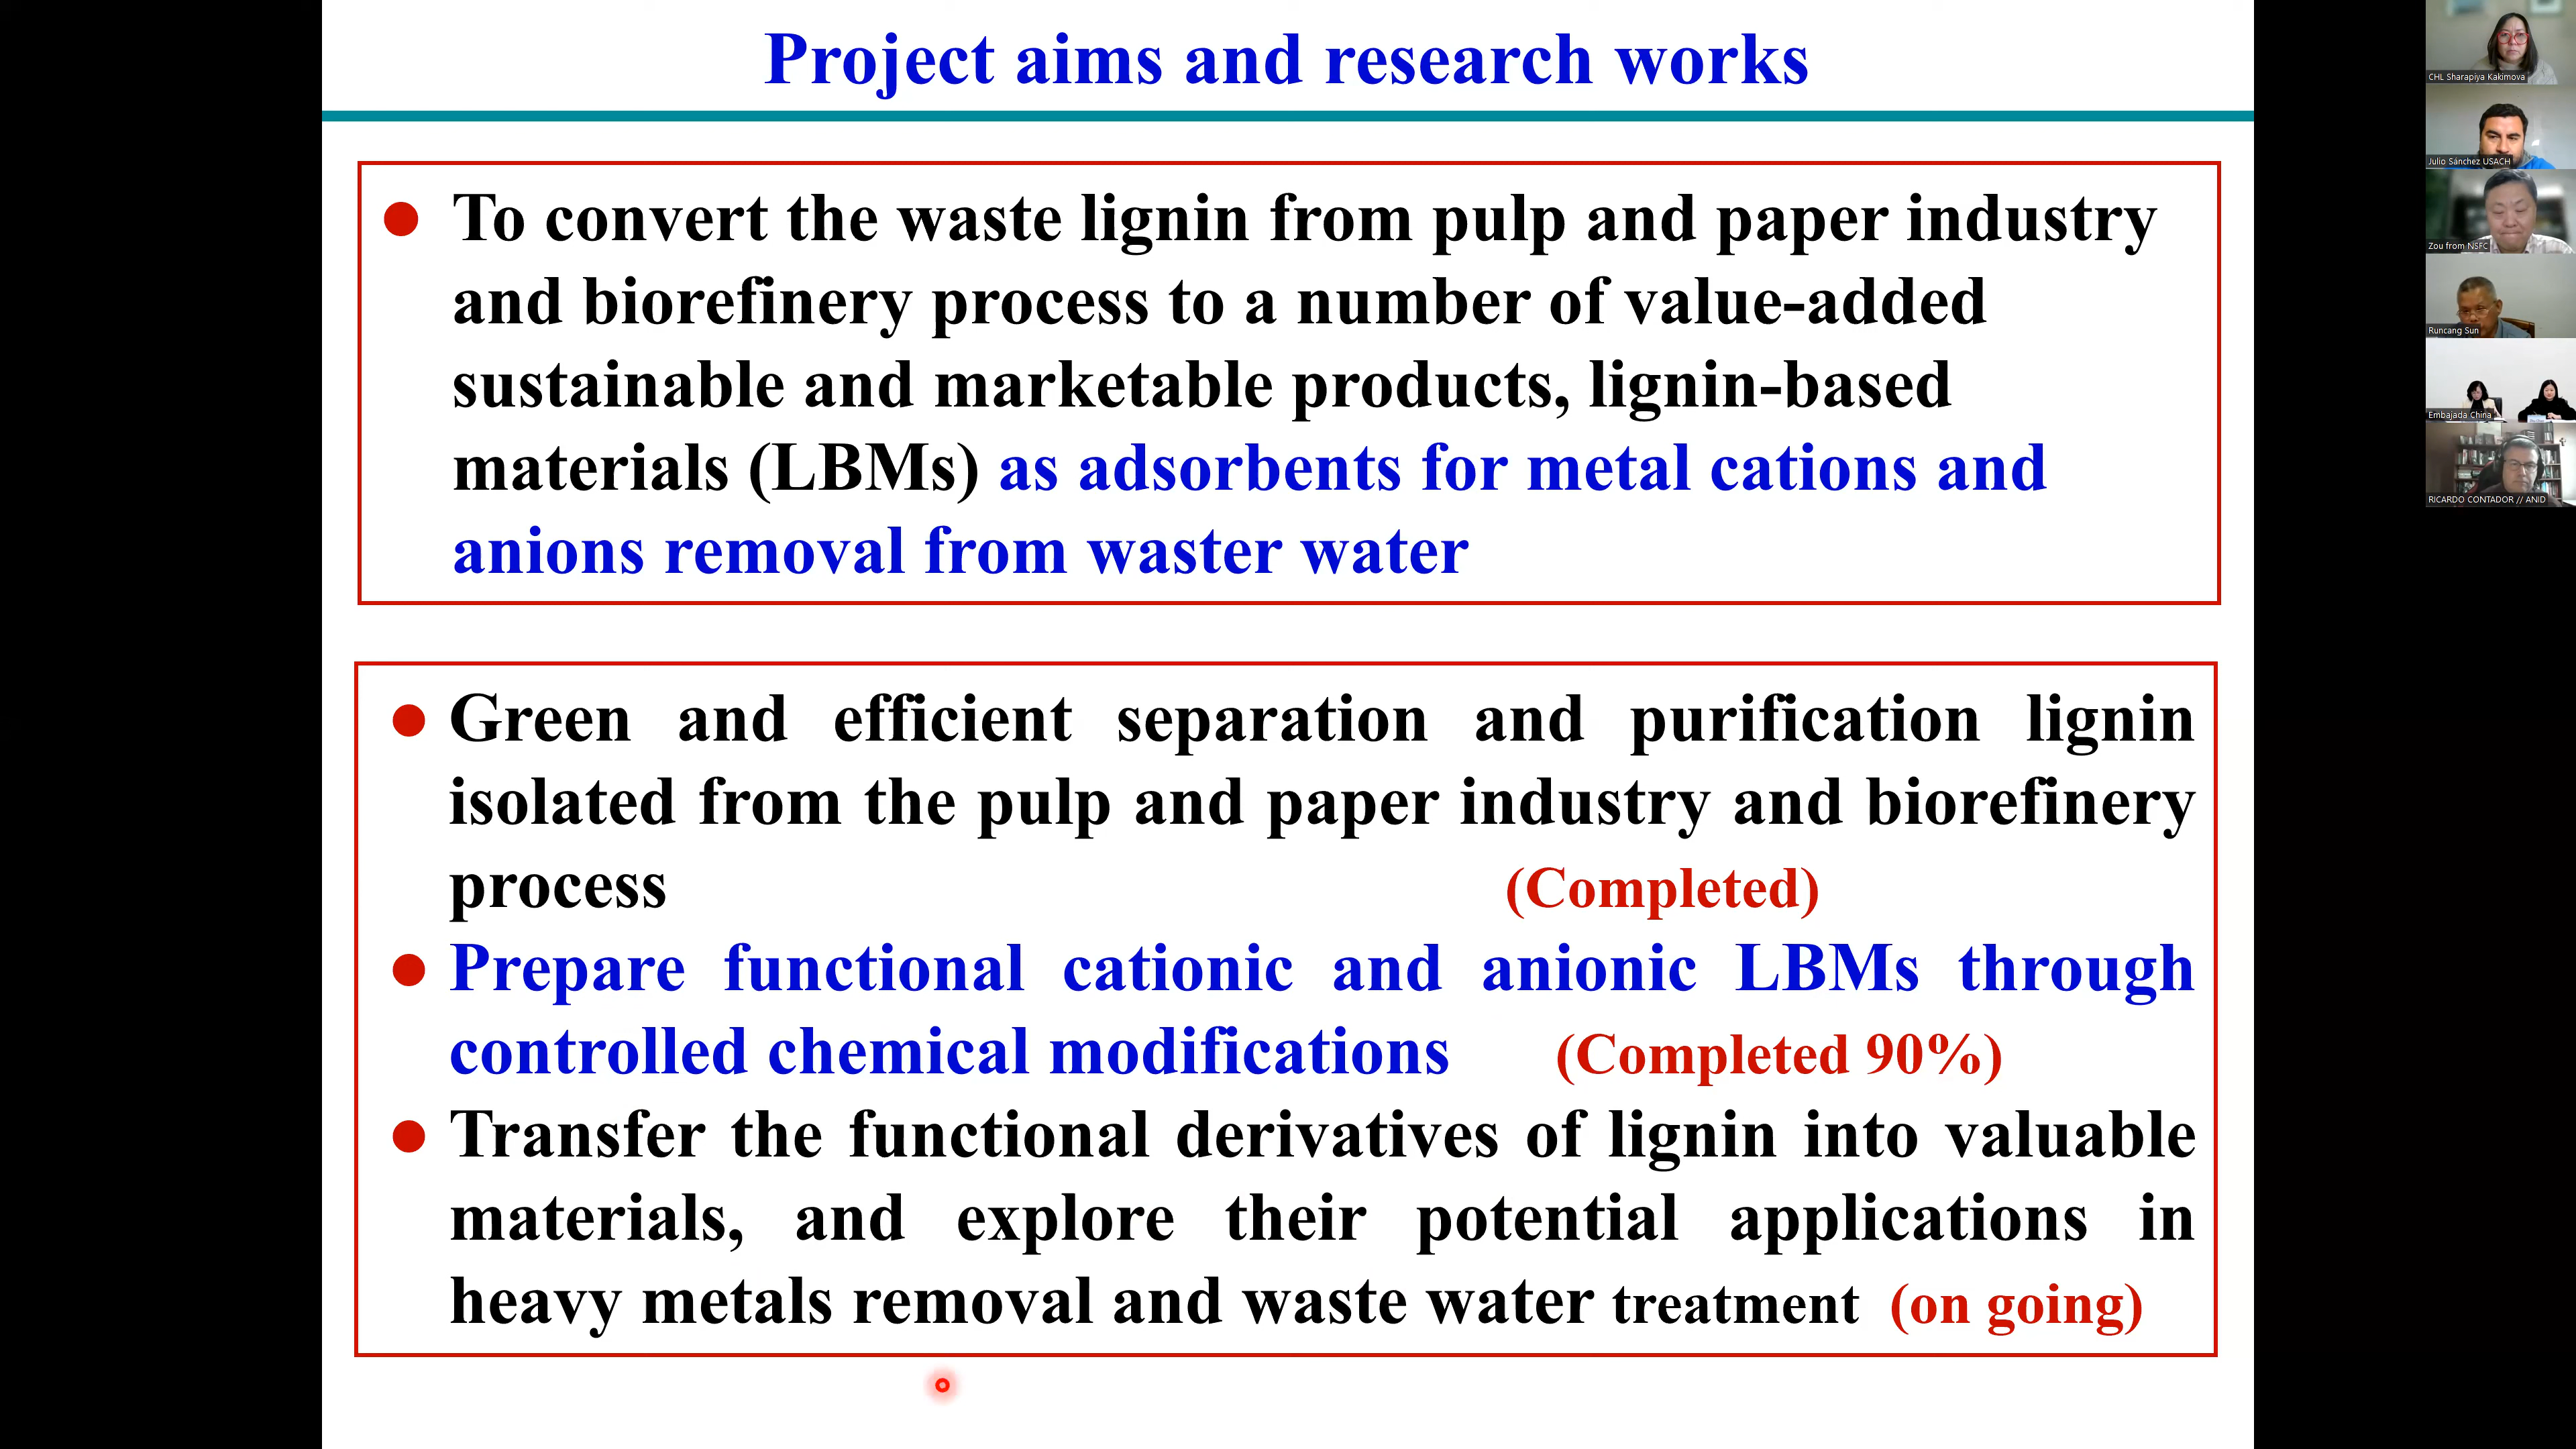 Project aims and research works
To convert the waste lignin from pulp and paper industry
and biorefinery process to a number of value-added
sustainable and marketable products, lignin-based
materials (LBMs) as adsorbents for metal cations and
anions removal from waster water
Green and efficient separation and purification lignin
isolated from the pulp and paper industry and biorefinery
process (Completed)
Prepare functional cationic and anionic LBMs through
controlled chemical modifications (Completed 90%)
Transfer the functional derivatives of lignin into valuable
materials, and explore their potential applications in
heavy metals removal and waste water treatment (on going)
CHL Sharapiya Kakimova
Julio Sánchez USACH
Zou from NSFC
Runcang Sun
Embajada China
RICARDO CONTADOR // ANID